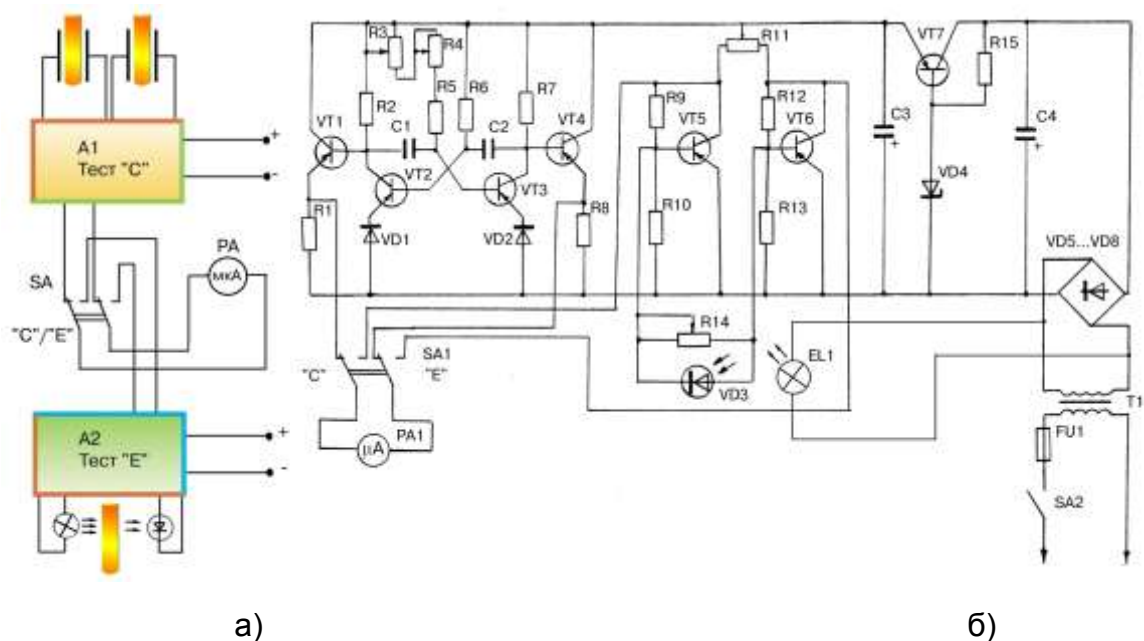 A1
Тест "C"
+
-
PA
мкА
SA
"C"/"E"
A2
Тест "E"
+
-
а)
R3
R4
R2
R5
R6
R7
VT1
C1
C2
VT4
VT2
VT3
R1
VD1
VD2
R8
R11
R9
R12
VT5
VT6
R10
R13
VT7
R15
C3
+
C4
+
VD4
VD5...VD8
R14
VD3
EL1
"C"
SA1
"E"
PA1
μA
T1
FU1
SA2
б)